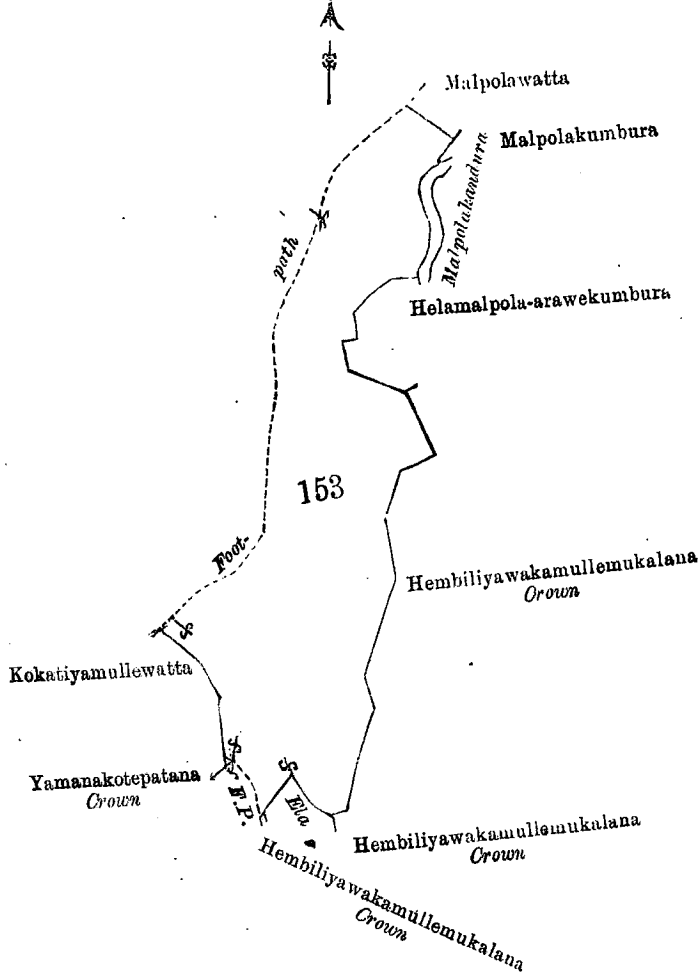 Malpolawatta
Malpolakumbura
Malpolakandura
path
Helamalpola-arawekumbura
153
Foot-
Hembiliyawakamullemukalana
Crown
Kokatiyamullewatta
Yamanakotepatana
Crown
F.P.
Ela
Hembiliyawakamullemukalana
Crown
Hembiliyawakamullemukalana
Crown